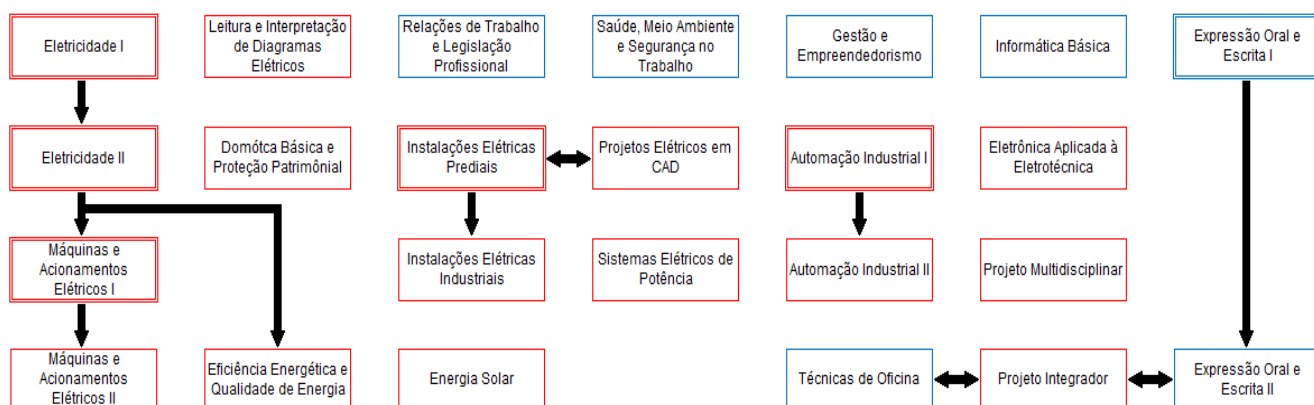 Eletricidade I
Leitura e Interpretação
de Diagramas
Elétricos
Relações de Trabalho
e Legislação
Profissional
Saúde, Meio Ambiente
e Segurança no
Trabalho
Gestão e
Empreendedorismo
Informática Básica
Expressão Oral e
Escrita I
Eletricidade II
Domótca Básica e
Proteção Patrimônial
Instalações Elétricas
Prediais
Projetos Elétricos em
CAD
Automação Industrial I
Eletrônica Aplicada à
Eletrotécnica
Máquinas e
Acionamentos
Elétricos I
Instalações Elétricas
Industriais
Sistemas Elétricos de
Potência
Automação Industrial II
Projeto Multidisciplinar
Máquinas e
Acionamentos
Elétricos II
Eficiência Energética e
Qualidade de Energia
Energia Solar
Técnicas de Oficina
Projeto Integrador
Expressão Oral e
Escrita II